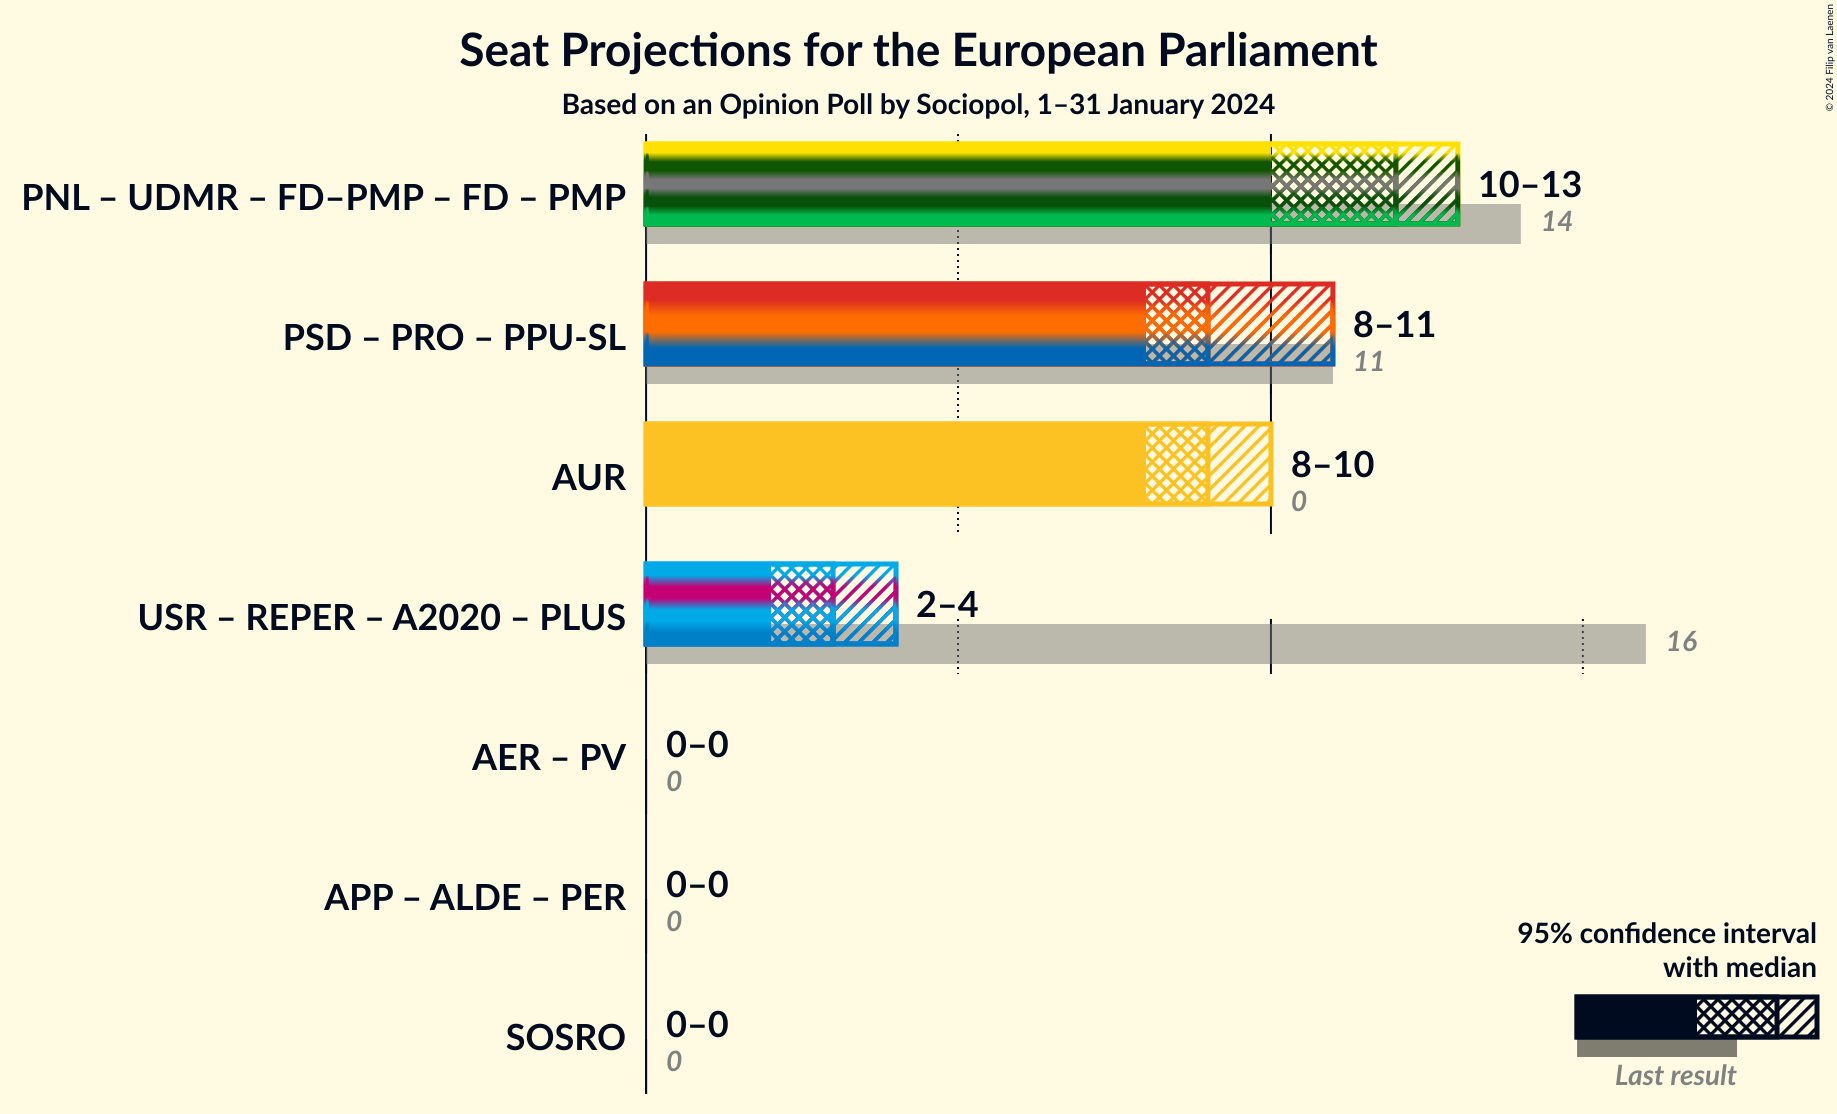 Seat Projections for the European Parliament
Based on an Opinion Poll by Sociopol, 1–31 January 2024
© 2024 Filip van Laenen
PNL – UDMR – FD–PMP – FD – PMP
10–13
14
PSD – PRO – PPU-SL
8–11
11
AUR
8–10
0
USR – REPER – A2020 – PLUS
2–4
16
AER – PV
0–0
0
APP – ALDE – PER
0–0
0
SOSRO
0–0
0
95% confidence interval
with median
Last result